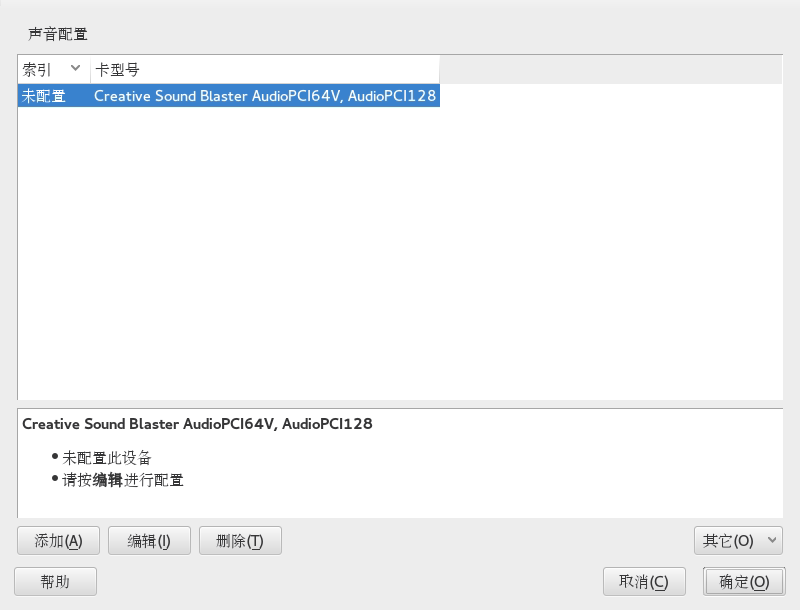 声音配置
索引 卡型号
未配置 Creative Sound Blaster AudioPCI64V, AudioPCI128
Creative Sound Blaster AudioPCI64V, AudioPCI128
• 未配置此设备
• 请按编辑进行配置
添加(A) 编辑(I) 删除(T) 其它(O)
帮助 取消(C) 确定(O)